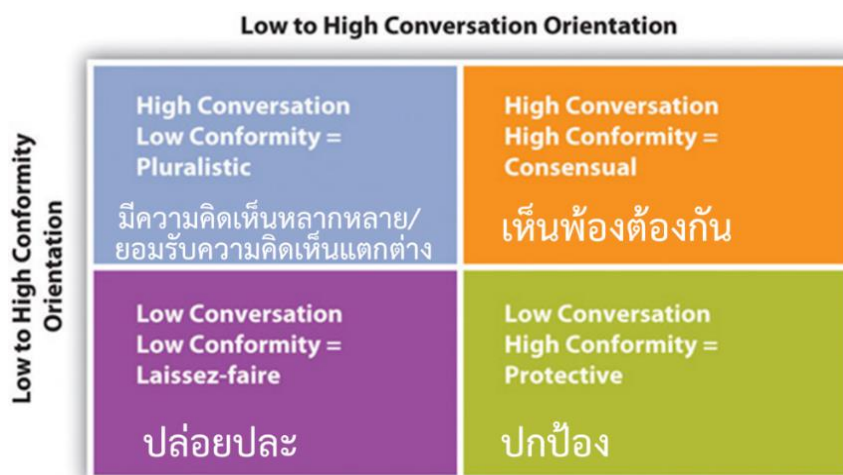 Low to High Conversation Orientation
Low to High Conformity
Orientation
High Conversation
Low Conformity =
Pluralistic
มีความคิดเห็นหลากหลาย/
ยอมรับความคิดเห็นแตกต่าง
High Conversation
High Conformity =
Consensual
เห็นพ้องต้องกัน
Low Conversation
Low Conformity =
Laissez-faire
ปล่อยปละ
Low Conversation
High Conformity =
Protective
ปกป้อง